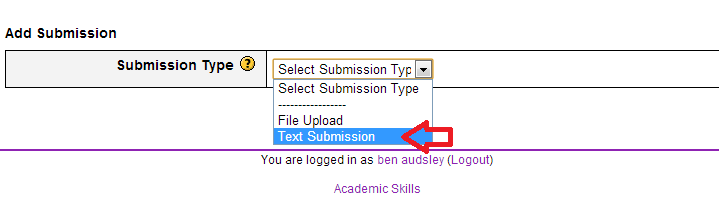 Add Submission
Submission Type ?
Select Submission Typ
Select Submission Type
-----------------
File Upload
Text Submission
You are logged in as ben audsley (Logout)
Academic Skills